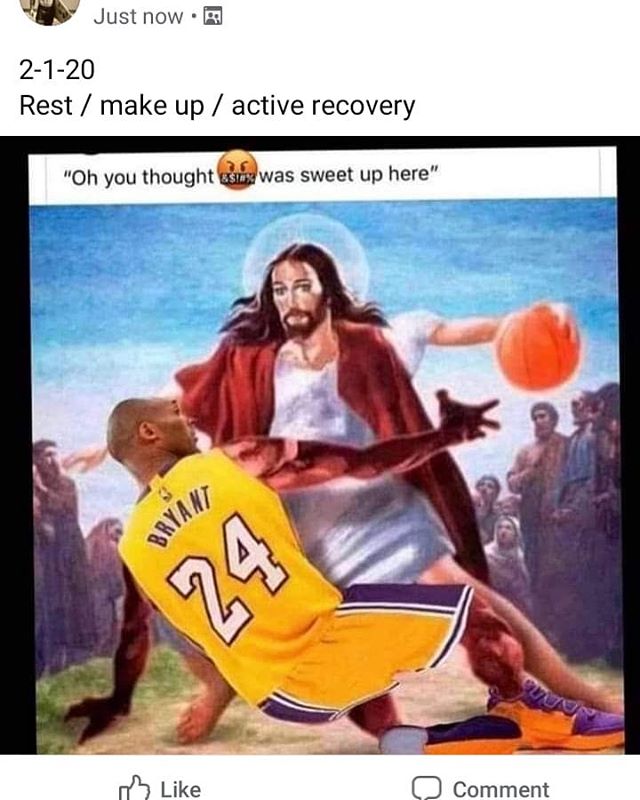 Just now •
2-1-20
Rest / make up / active recovery
"Oh you thought 🤬 was sweet up here"
BRYANT
24
Like
Comment